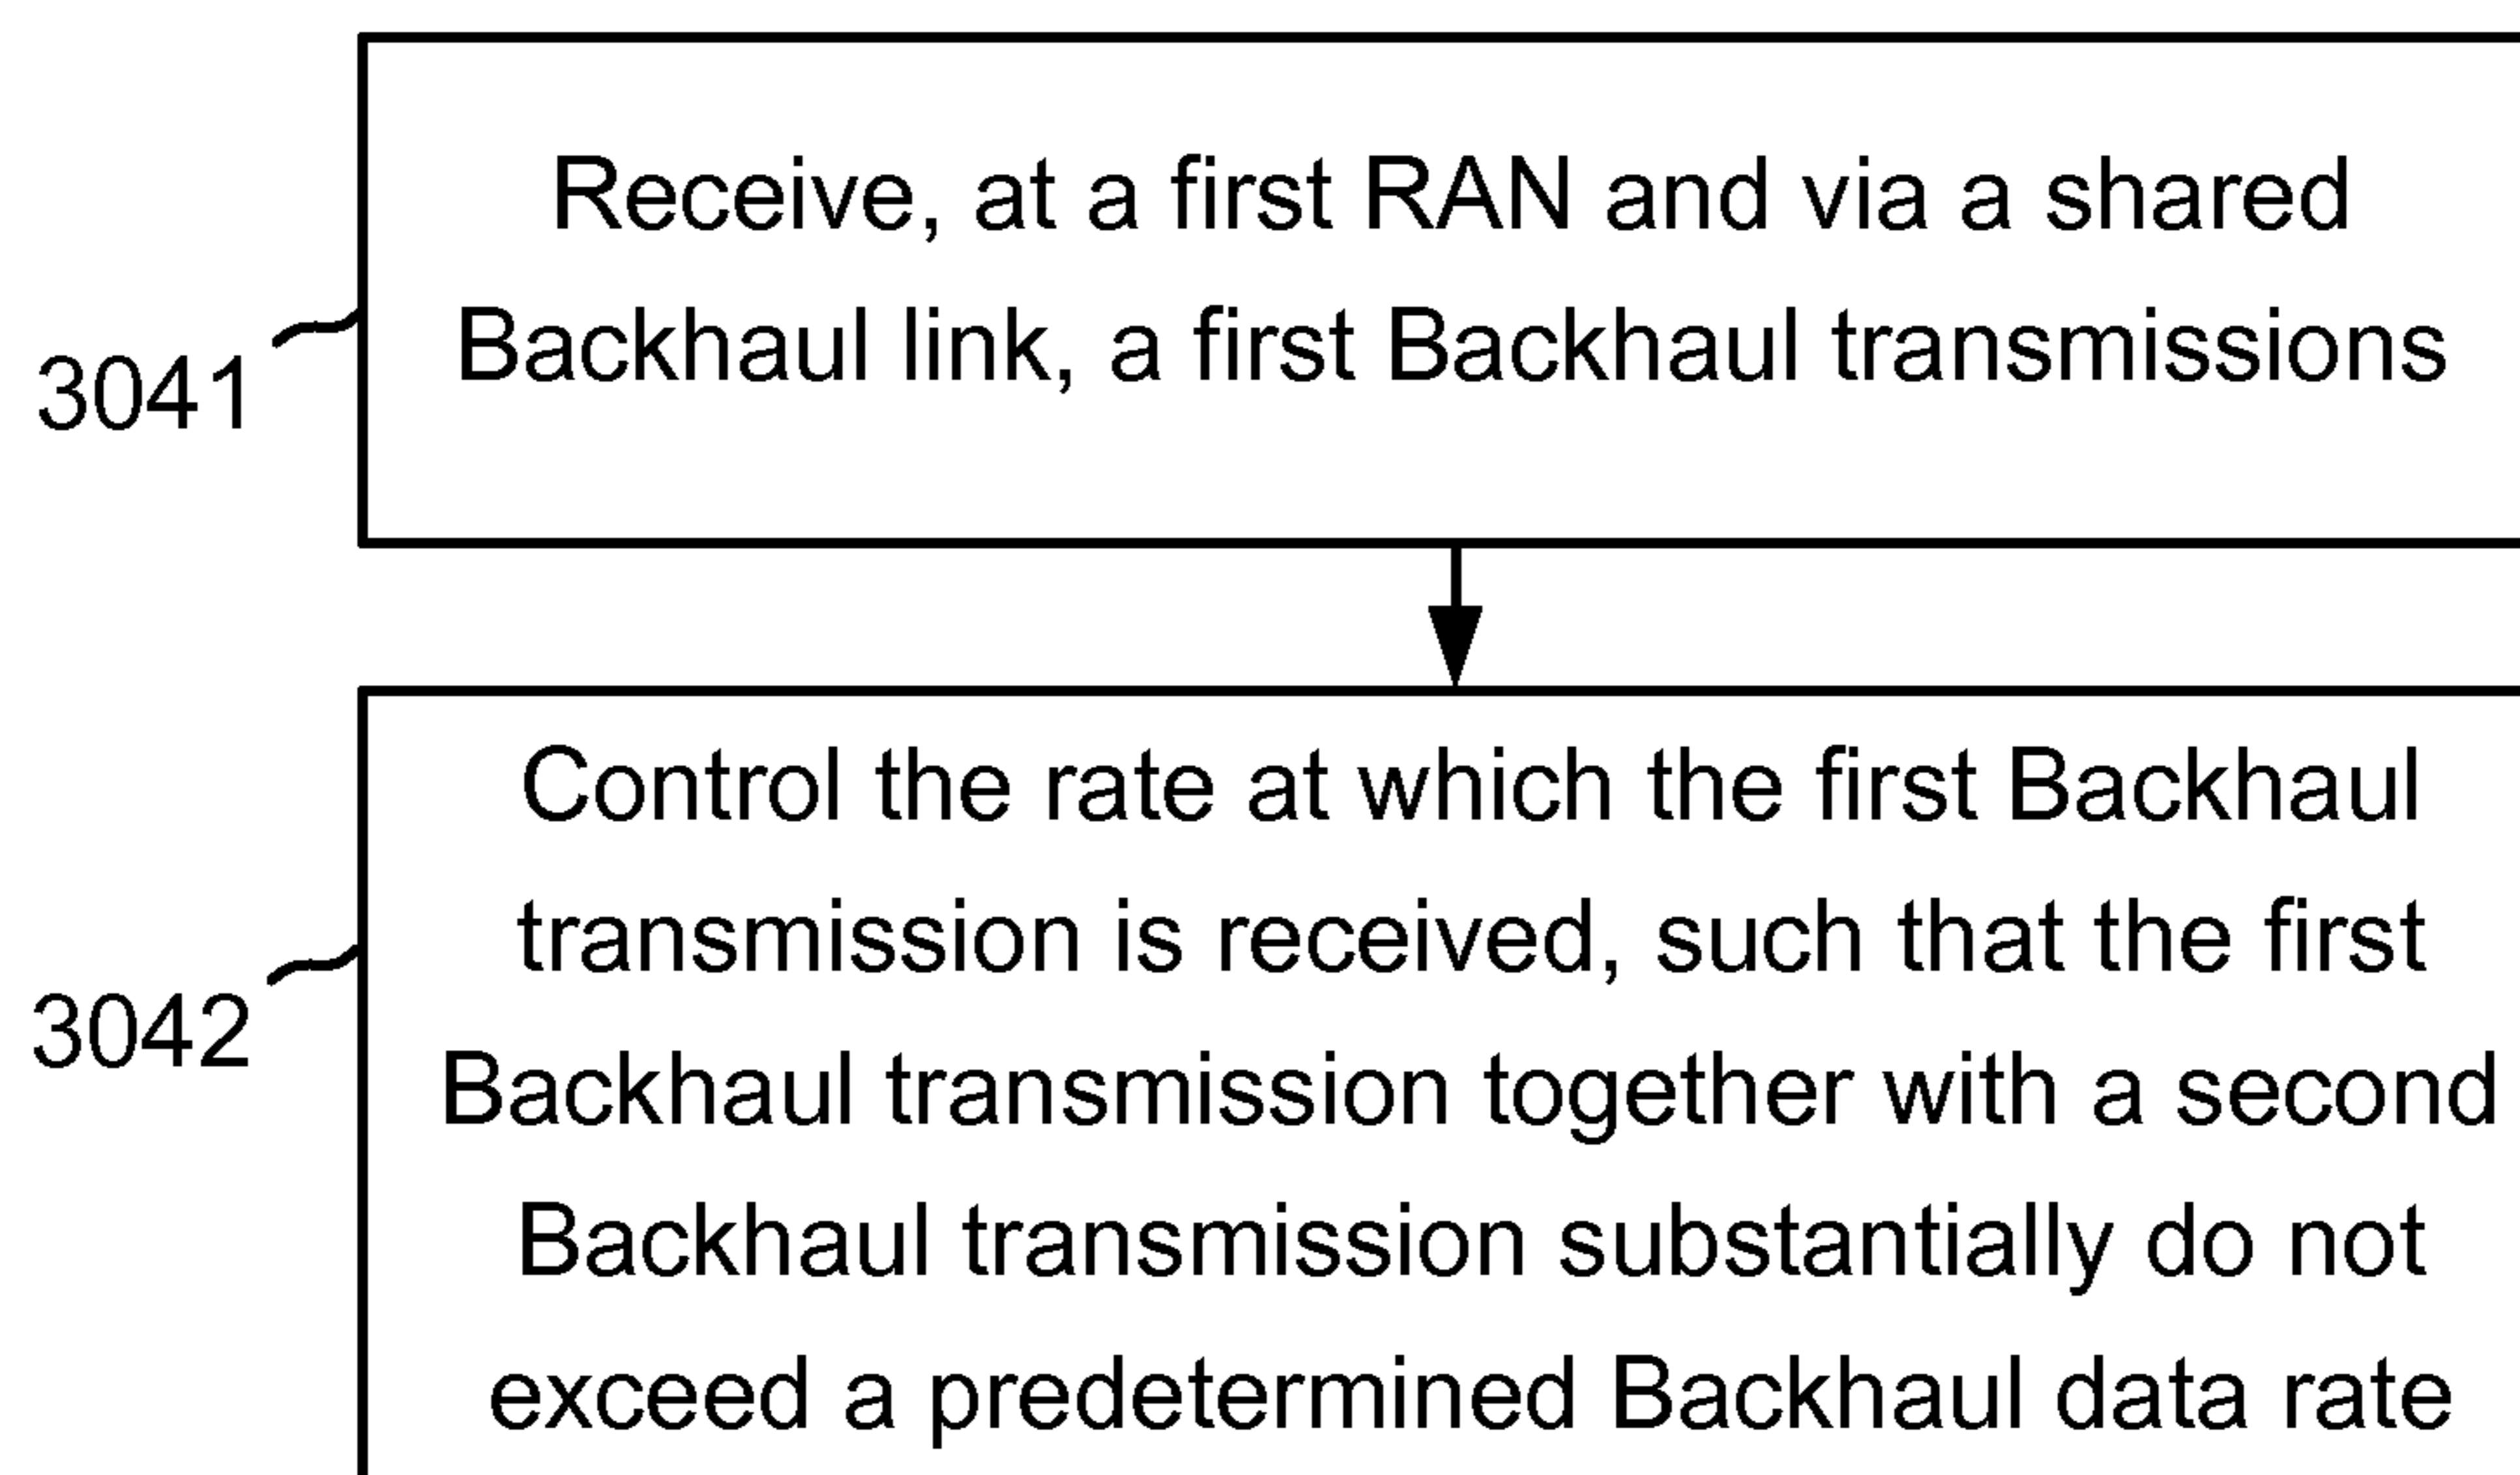 Receive, at a first RAN and via a shared
Backhaul link, a first Backhaul transmissions
3041
Control the rate at which the first Backhaul
transmission is received, such that the first
3042
Backhaul transmission together with a second
Backhaul transmission substantially do not
exceed a predetermined Backhaul data rate